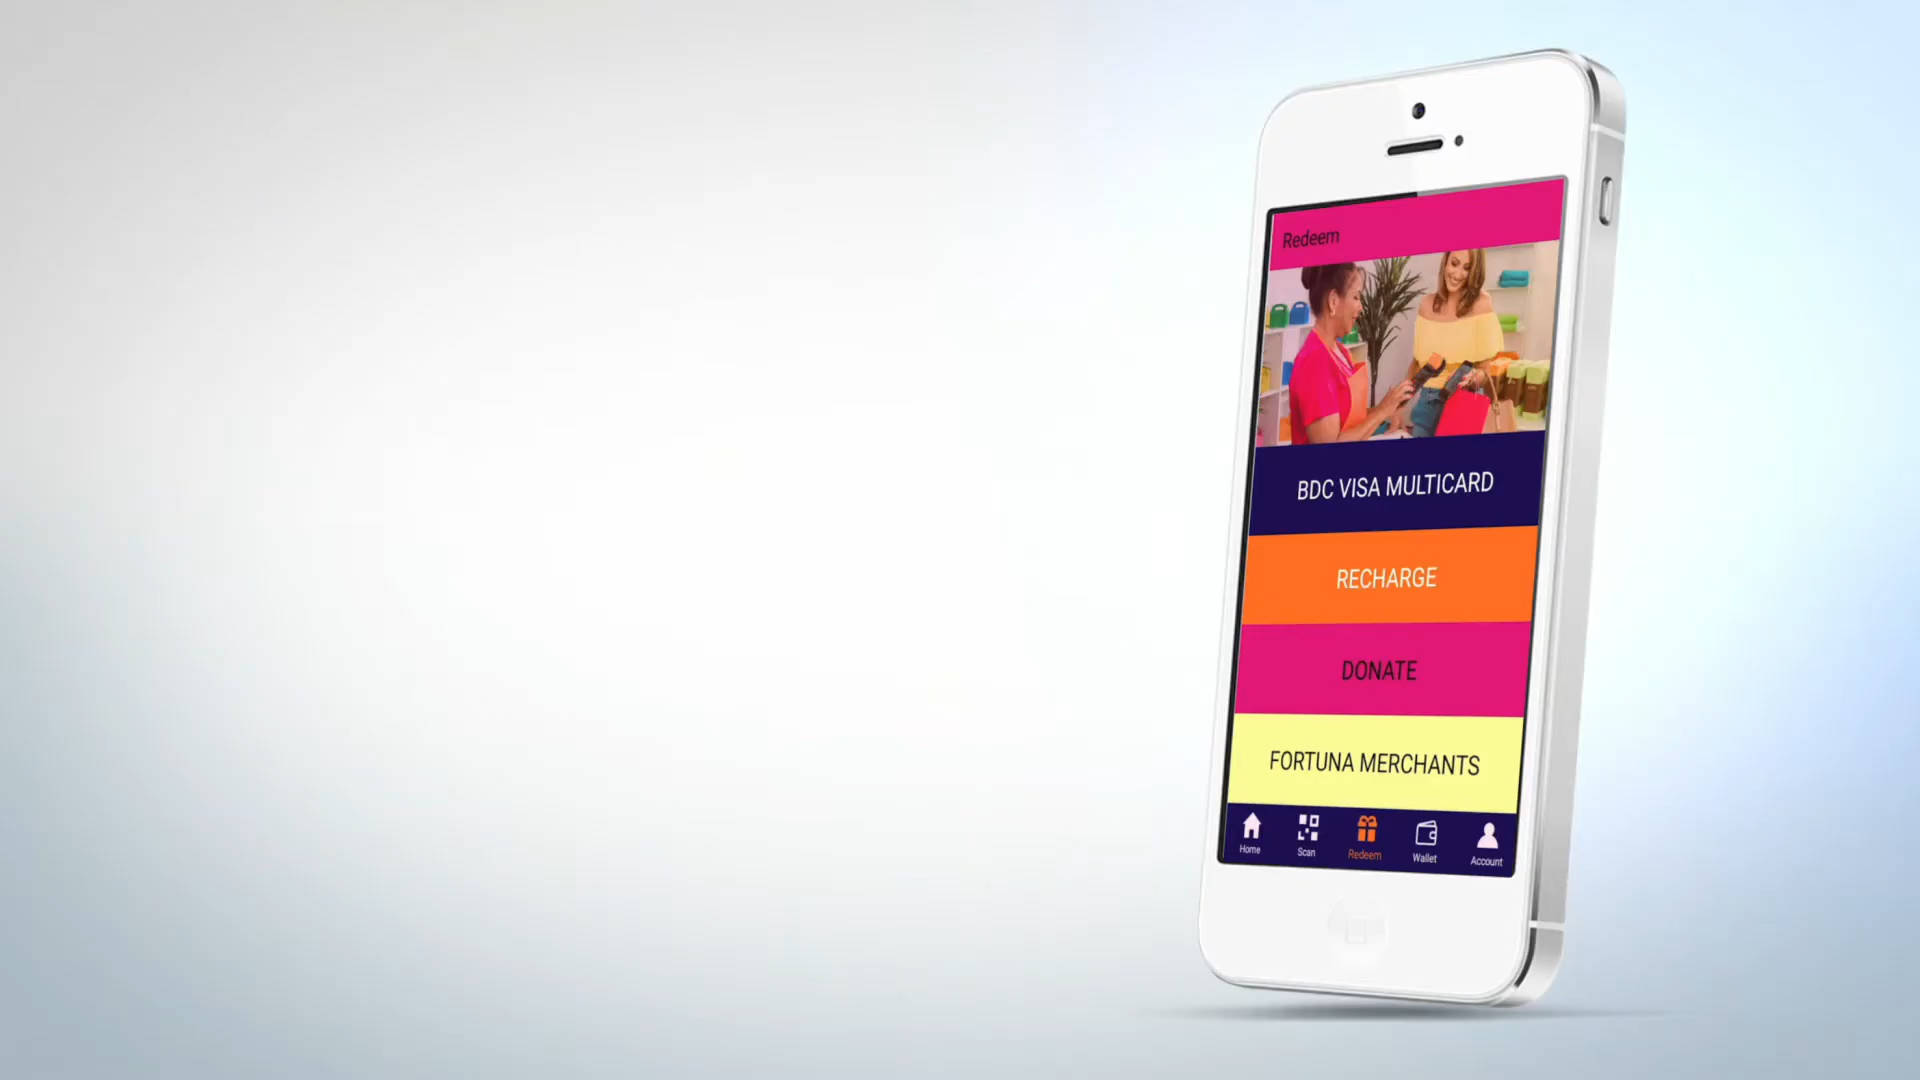 Redeem
BDC VISA MULTICARD
RECHARGE
DONATE
FORTUNA MERCHANTS
Home
Scan
Redeem
Wallet
Account